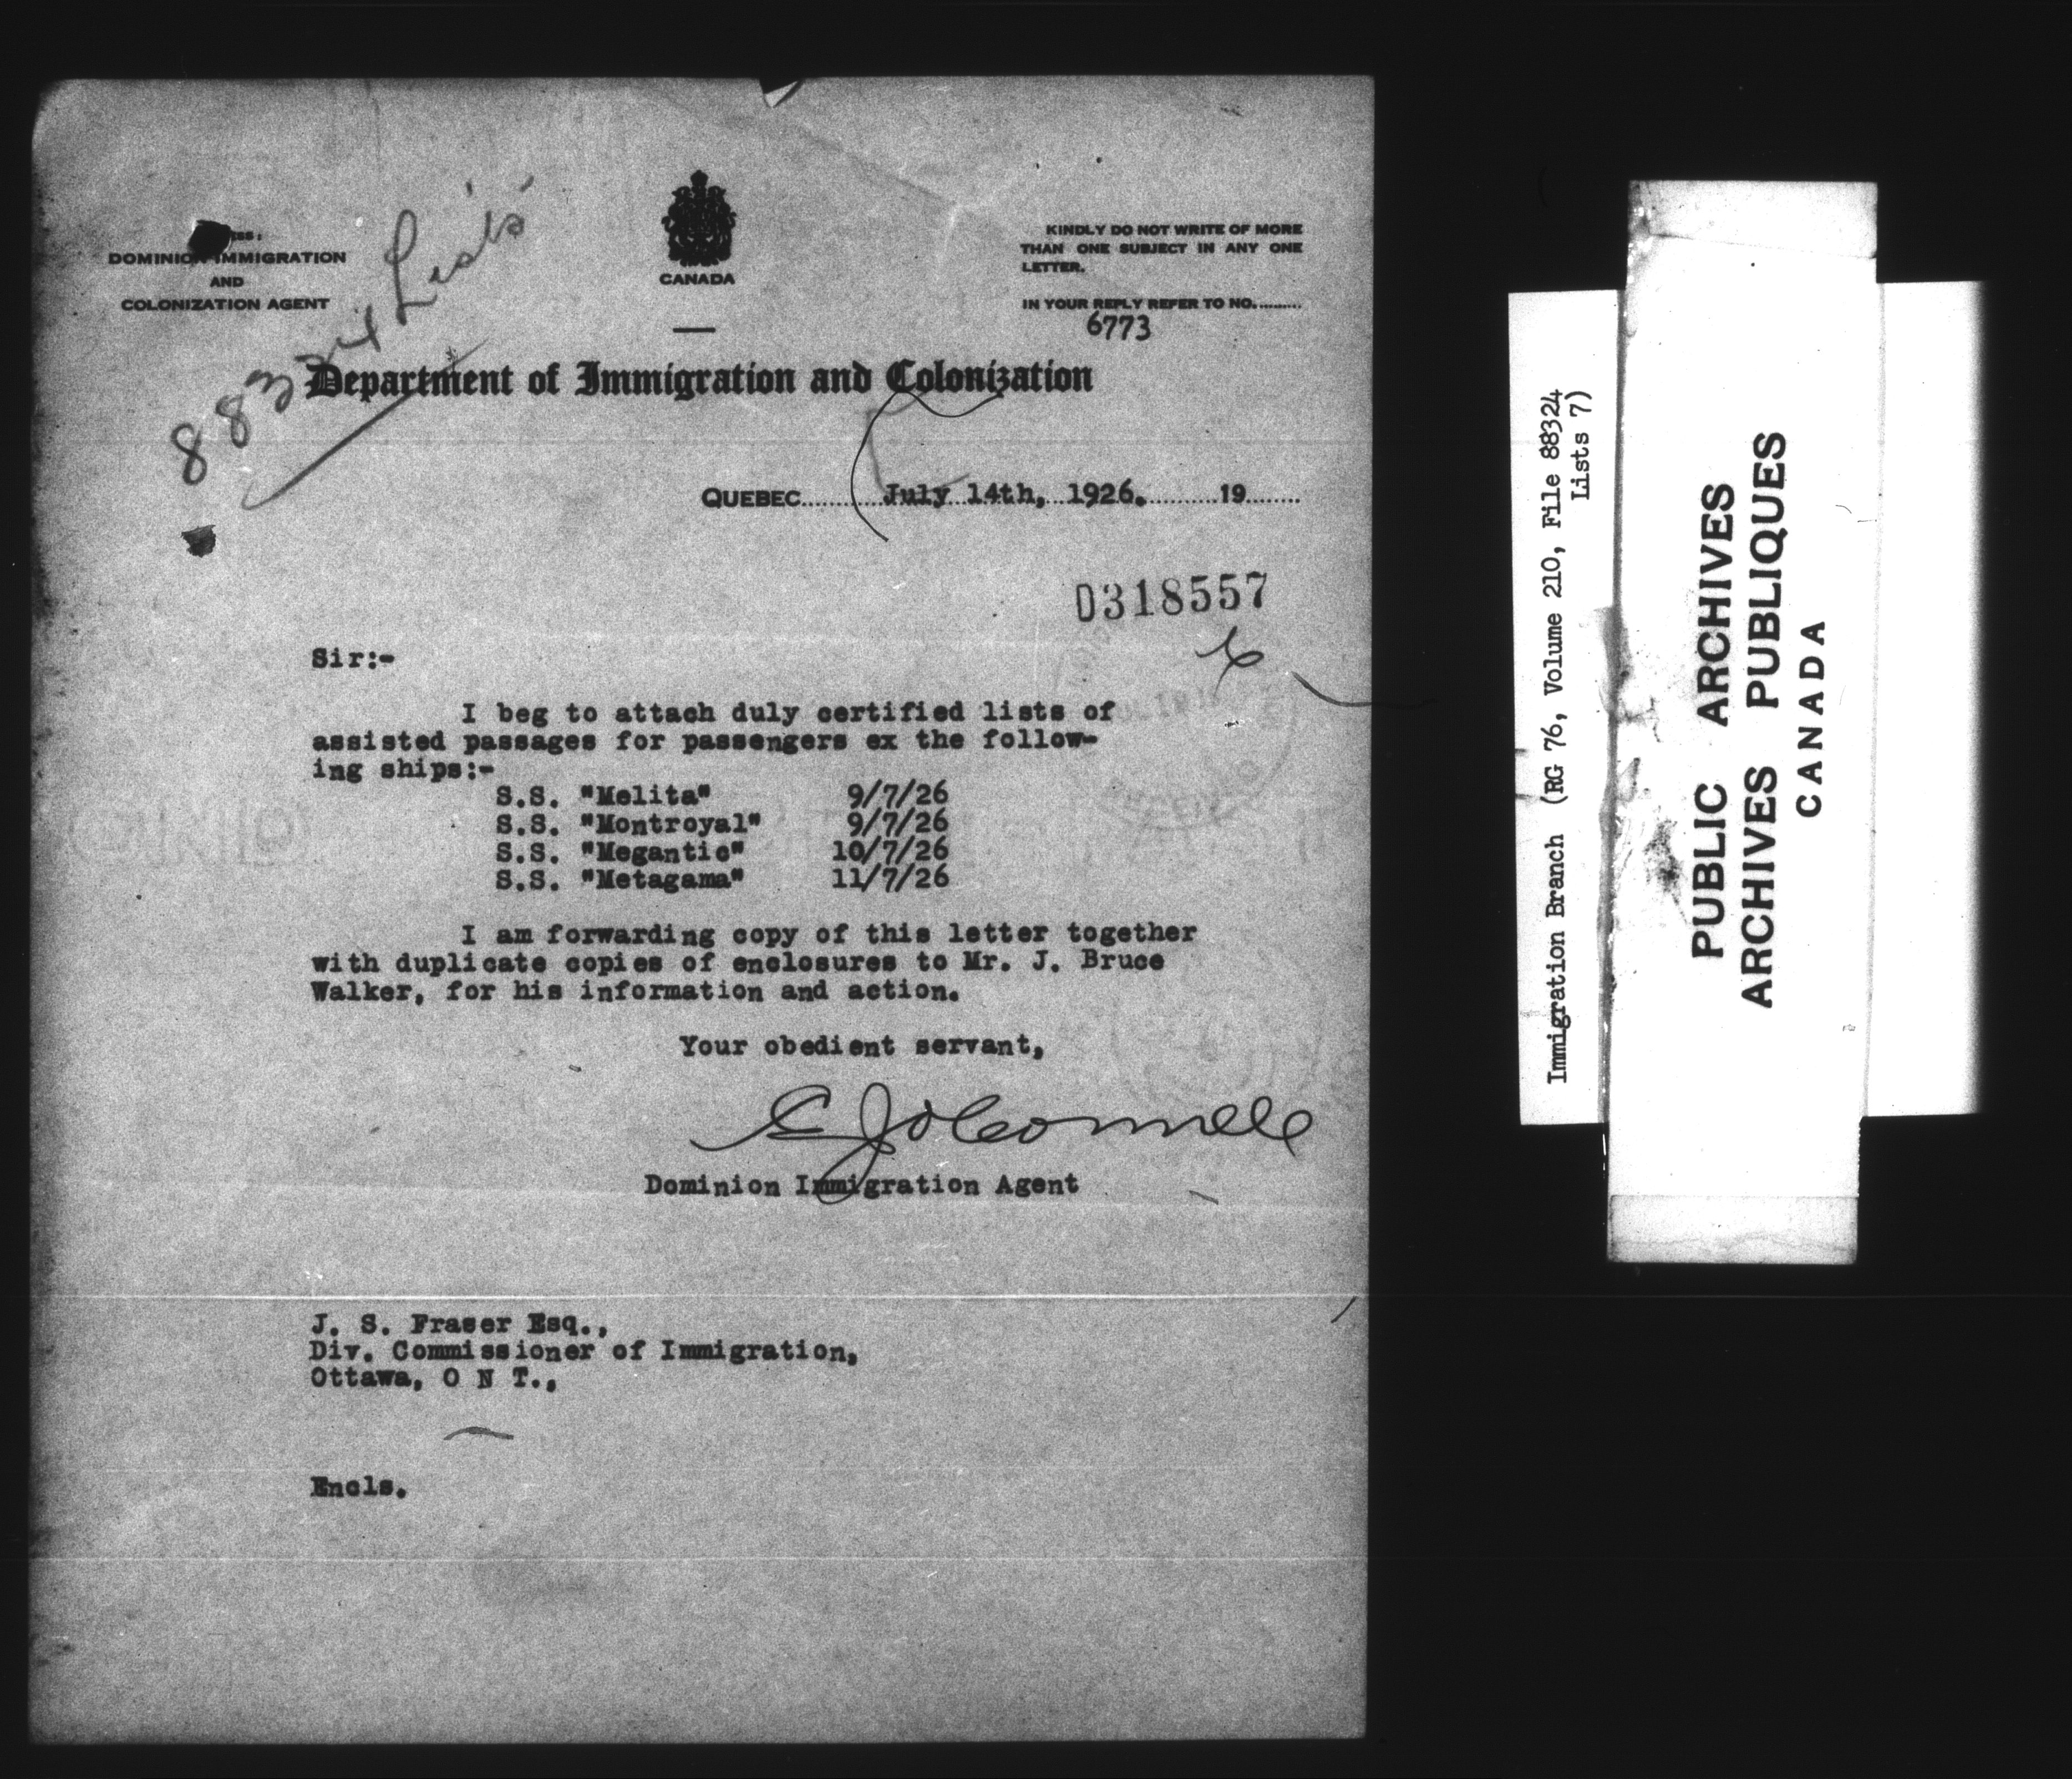 DOMINION IMMIGRATION
AND
COLONIZATION AGENT
88324 Lists
CANADA
KINDLY DO NOT WRITE OF MORE
THAN ONE SUBJECT IN ANY ONE
LETTER.
IN YOUR REPLY REFER TO NO..........
6773
Department of Immigration and Colonization
QUEBEC............July 14th, 1926..........19........
0318557
Sir:-
I beg to attach duly certified lists of
assisted passages for passengers ex the follow-
ing ships:-
S.S. "Melita" 9/7/26
S.S. "Montroyal" 9/7/26
S.S. "Megantic" 10/7/26
S.S. "Metagama" 11/7/26
I am forwarding copy of this letter together
with duplicate copies of enclosures to Mr. J. Bruce
Walker, for his information and action.
Your obedient servant,
E J O'Connell
Dominion Immigration Agent
J. S. Fraser Esq.,
Div. Commissioner of Immigration,
Ottawa, O N T.,
Encls.
Immigration Branch (RG 76, Volume 210, File 88324
Lists 7)
PUBLIC ARCHIVES
ARCHIVES PUBLIQUES
CANADA